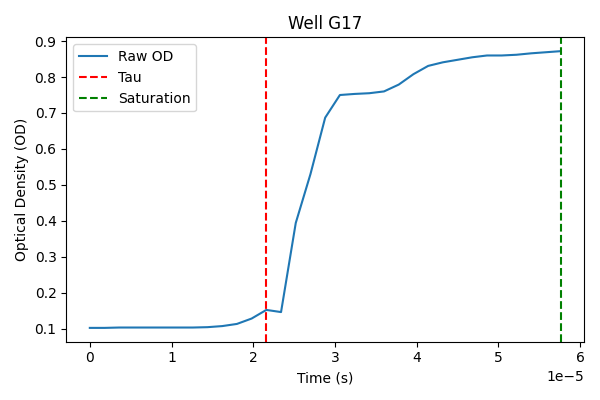 Well G17
Raw OD
Tau
Saturation
Optical Density (OD)
0.9
0.8
0.7
0.6
0.5
0.4
0.3
0.2
0.1
0 1 2 3 4 5 6
1e−5
Time (s)